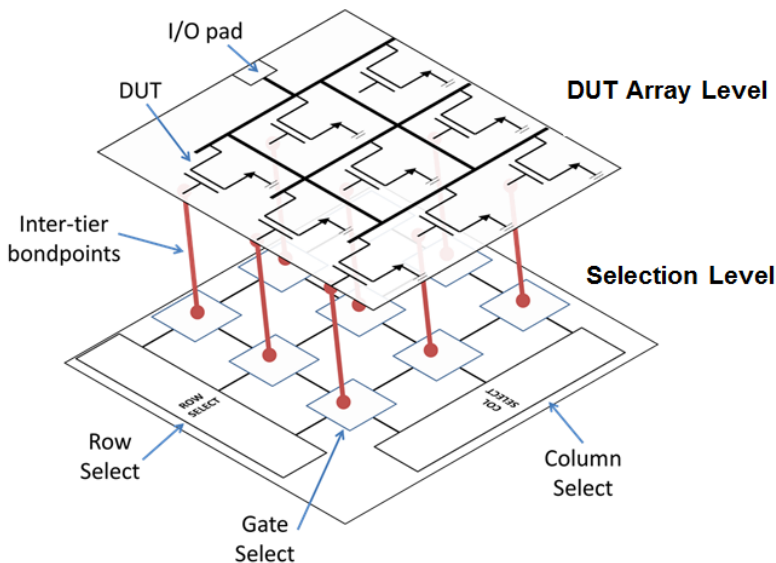 I/O pad
DUT
DUT Array Level
Inter-tier
bondpoints
Selection Level
ROW
SELECT
COL
SELECT
Row
Select
Gate
Select
Column
Select